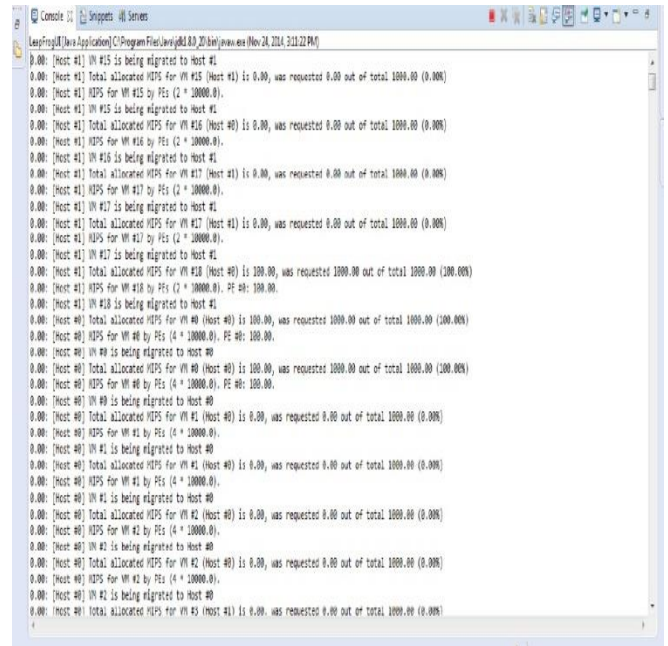 Console Snippets Servers
LeapFrogUI [Java Application] C:\Program Files\Java\jdk1.8.0_20\bin\javaw.exe (Nov 24, 2014, 3:11:22 PM)
0.00: [Host #1] VM #15 is being migrated to Host #1
0.00: [Host #1] Total allocated MIPS for VM #15 (Host #1) is 0.00, was requested 0.00 out of total 1000.00 (0.00%)
0.00: [Host #1] MIPS for VM #15 by PEs (2 * 10000.0).
0.00: [Host #1] VM #15 is being migrated to Host #1
0.00: [Host #1] Total allocated MIPS for VM #16 (Host #0) is 0.00, was requested 0.00 out of total 1000.00 (0.00%)
0.00: [Host #1] MIPS for VM #16 by PEs (2 * 10000.0).
0.00: [Host #1] VM #16 is being migrated to Host #1
0.00: [Host #1] Total allocated MIPS for VM #17 (Host #1) is 0.00, was requested 0.00 out of total 1000.00 (0.00%)
0.00: [Host #1] MIPS for VM #17 by PEs (2 * 10000.0).
0.00: [Host #1] VM #17 is being migrated to Host #1
0.00: [Host #1] Total allocated MIPS for VM #17 (Host #1) is 0.00, was requested 0.00 out of total 1000.00 (0.00%)
0.00: [Host #1] MIPS for VM #17 by PEs (2 * 10000.0).
0.00: [Host #1] VM #17 is being migrated to Host #1
0.00: [Host #1] Total allocated MIPS for VM #18 (Host #0) is 100.00, was requested 1000.00 out of total 1000.00 (100.00%)
0.00: [Host #1] MIPS for VM #18 by PEs (2 * 10000.0). PE #0: 100.00.
0.00: [Host #1] VM #18 is being migrated to Host #1
0.00: [Host #0] Total allocated MIPS for VM #0 (Host #0) is 100.00, was requested 1000.00 out of total 1000.00 (100.00%)
0.00: [Host #0] MIPS for VM #0 by PEs (4 * 10000.0). PE #0: 100.00.
0.00: [Host #0] VM #0 is being migrated to Host #0
0.00: [Host #0] Total allocated MIPS for VM #0 (Host #0) is 100.00, was requested 1000.00 out of total 1000.00 (100.00%)
0.00: [Host #0] MIPS for VM #0 by PEs (4 * 10000.0). PE #0: 100.00.
0.00: [Host #0] VM #0 is being migrated to Host #0
0.00: [Host #0] Total allocated MIPS for VM #1 (Host #0) is 0.00, was requested 0.00 out of total 1000.00 (0.00%)
0.00: [Host #0] MIPS for VM #1 by PEs (4 * 10000.0).
0.00: [Host #0] VM #1 is being migrated to Host #0
0.00: [Host #0] Total allocated MIPS for VM #1 (Host #0) is 0.00, was requested 0.00 out of total 1000.00 (0.00%)
0.00: [Host #0] MIPS for VM #1 by PEs (4 * 10000.0).
0.00: [Host #0] VM #1 is being migrated to Host #0
0.00: [Host #0] Total allocated MIPS for VM #2 (Host #0) is 0.00, was requested 0.00 out of total 1000.00 (0.00%)
0.00: [Host #0] MIPS for VM #2 by PEs (4 * 10000.0).
0.00: [Host #0] VM #2 is being migrated to Host #0
0.00: [Host #0] Total allocated MIPS for VM #2 (Host #0) is 0.00, was requested 0.00 out of total 1000.00 (0.00%)
0.00: [Host #0] MIPS for VM #2 by PEs (4 * 10000.0).
0.00: [Host #0] VM #2 is being migrated to Host #0
0.00: [Host #0] Total allocated MIPS for VM #3 (Host #1) is 0.00, was requested 0.00 out of total 1000.00 (0.00%)